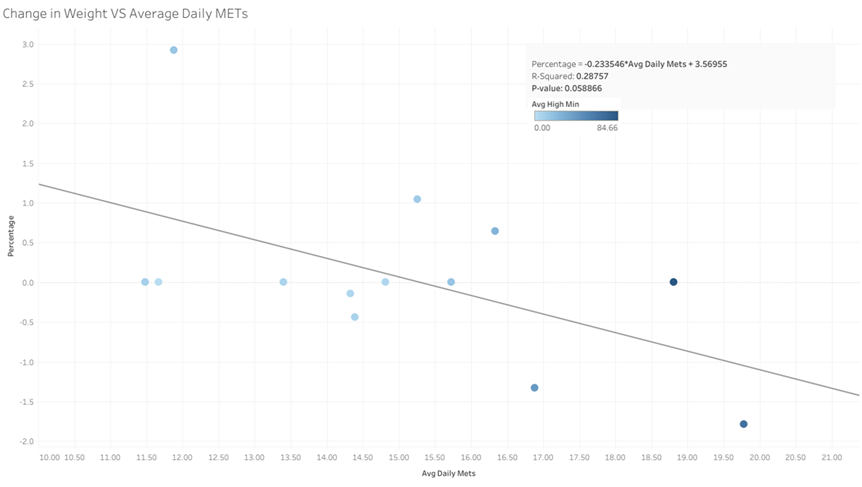 Change in Weight VS Average Daily METs
3.0
2.5
2.0
1.5
1.0
0.5
0.0
-0.5
-1.0
-1.5
-2.0
Percentage
Percentage = -0.233546*Avg Daily Mets + 3.56955
R-Squared: 0.28757
P-value: 0.058866
Avg High Min
0.00 84.66
10.00 10.50 11.00 11.50 12.00 12.50 13.00 13.50 14.00 14.50 15.00 15.50 16.00 16.50 17.00 17.50 18.00 18.50 19.00 19.50 20.00 20.50 21.00
Avg Daily Mets